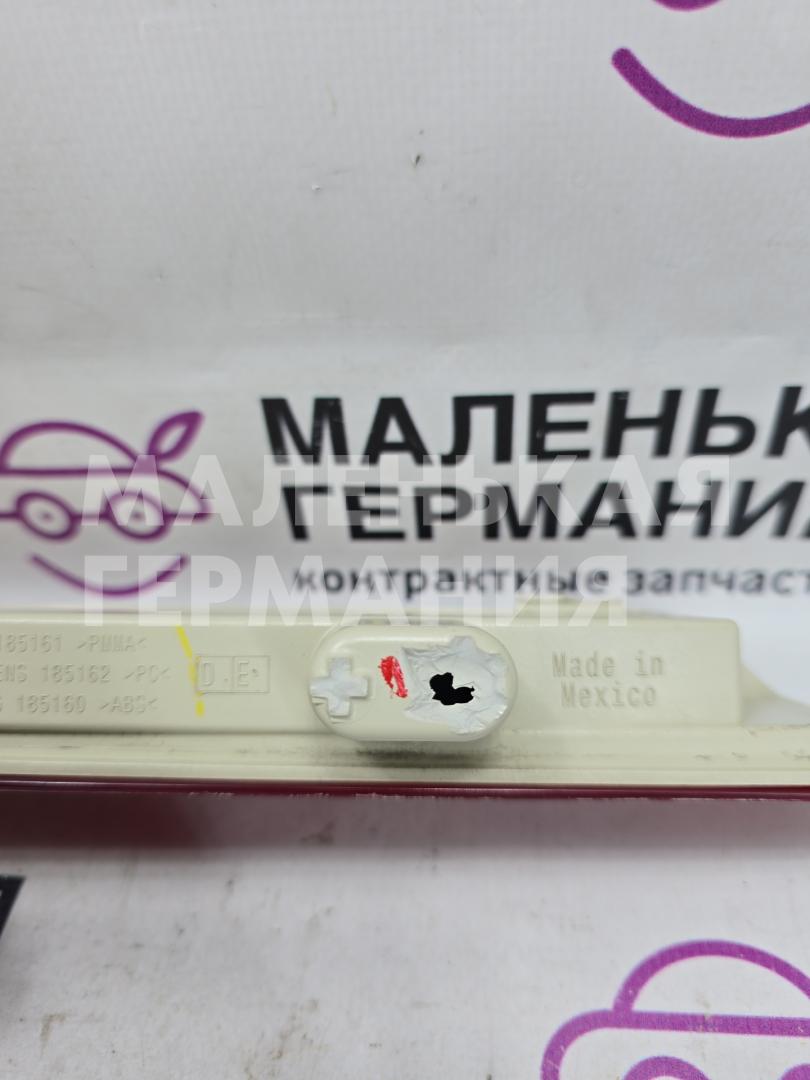 МАЛЕНЬК
ГЕРМАНИ
контрактные запчаст
МАЛЕНЬКАЯ
ГЕРМАНИЯ
185161 >PMMA<
ENS 185162 >PC<
185160 >ABS<
D.E.
Made in
Mexico